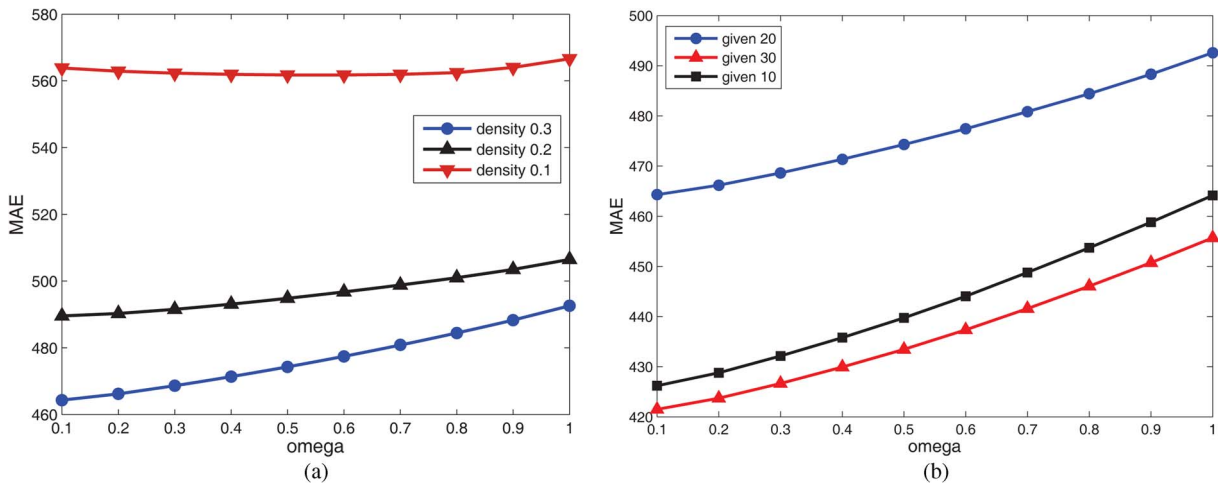 580
560
540
520
500
480
460
MAE
density 0.3
density 0.2
density 0.1
0.1 0.2 0.3 0.4 0.5 0.6 0.7 0.8 0.9 1
omega
(a)
500
490
480
470
460
450
440
430
420
MAE
given 20
given 30
given 10
0.1 0.2 0.3 0.4 0.5 0.6 0.7 0.8 0.9 1
omega
(b)